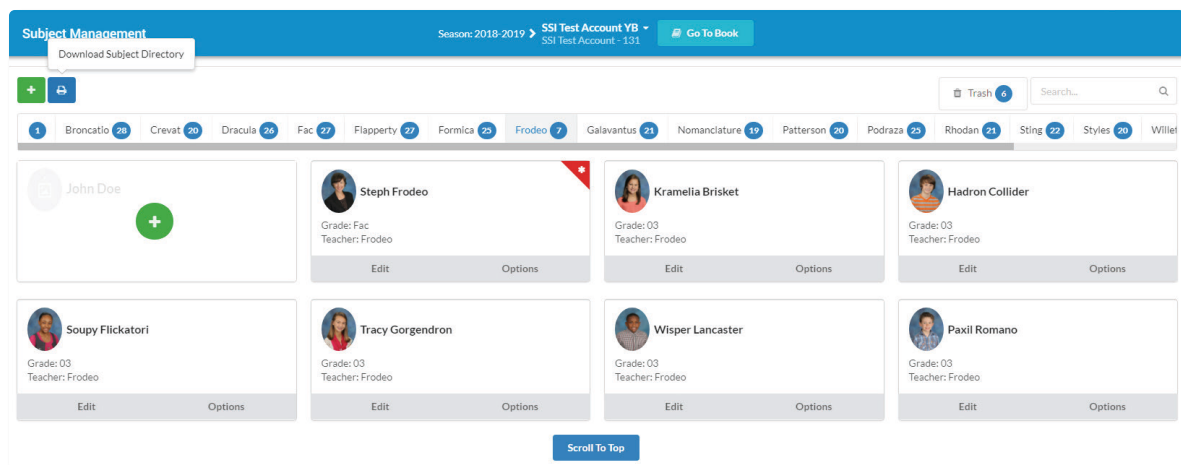 Subject Management
Season: 2018-2019 SSI Test Account YB
SSI Test Account - 131
Go To Book
Download Subject Directory
Trash 6
Search...
1 Broncatio 28 Crevat 20 Dracula 26 Fac 27 Flapperty 27 Formica 25 Frodeo 7 Galavantus 21 Nomanclature 19 Patterson 20 Podraza 25 Rhodan 21 Sting 22 Styles 20 Willef
John Doe
Steph Frodeo
Grade: Fac
Teacher: Frodeo
Edit Options
Kramelia Brisket
Grade: 03
Teacher: Frodeo
Edit Options
Hadron Collider
Grade: 03
Teacher: Frodeo
Edit Options
Soupy Flickatori
Grade: 03
Teacher: Frodeo
Edit Options
Tracy Gorgendron
Grade: 03
Teacher: Frodeo
Edit Options
Wisper Lancaster
Grade: 03
Teacher: Frodeo
Edit Options
Paxil Romano
Grade: 03
Teacher: Frodeo
Edit Options
Scroll To Top